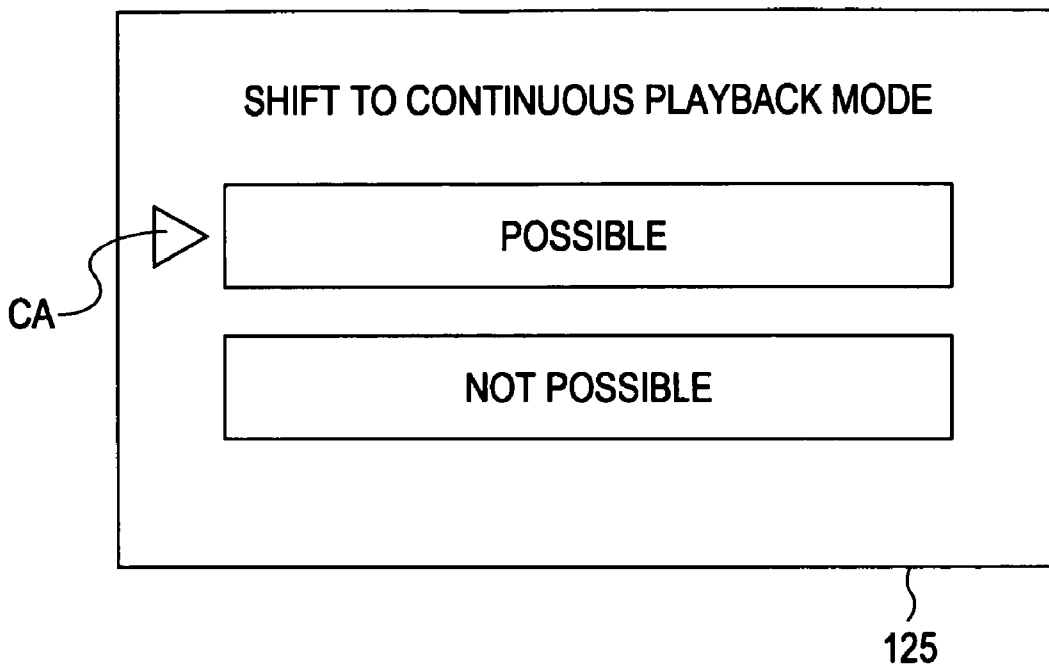 SHIFT TO CONTINUOUS PLAYBACK MODE
POSSIBLE
CA
NOT POSSIBLE
125